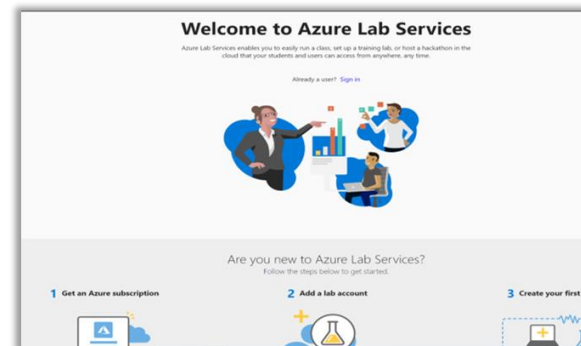 Welcome to Azure Lab Services
Azure Lab Services enables you to easily run a class, set up a training lab, or host a hackathon in the
cloud that your students and users can access from anywhere, any time.
Already a user? Sign in
Are you new to Azure Lab Services?
Follow the steps below to get started.
1 Get an Azure subscription
2 Add a lab account
3 Create your first